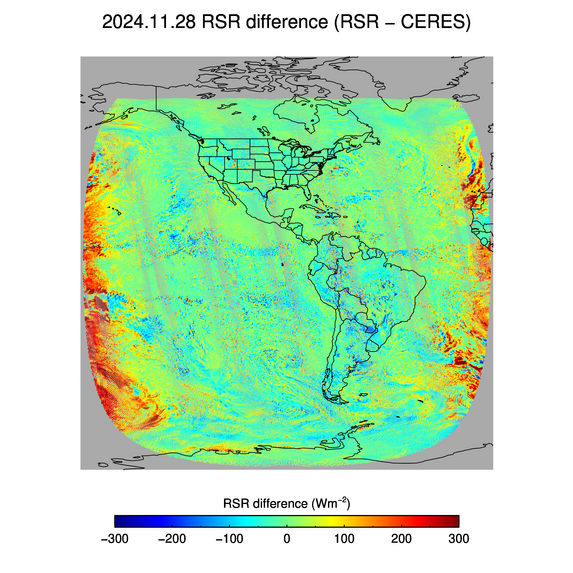 2024.11.28 RSR difference (RSR − CERES)
RSR difference (Wm⁻²)
−300 −200 −100 0 100 200 300